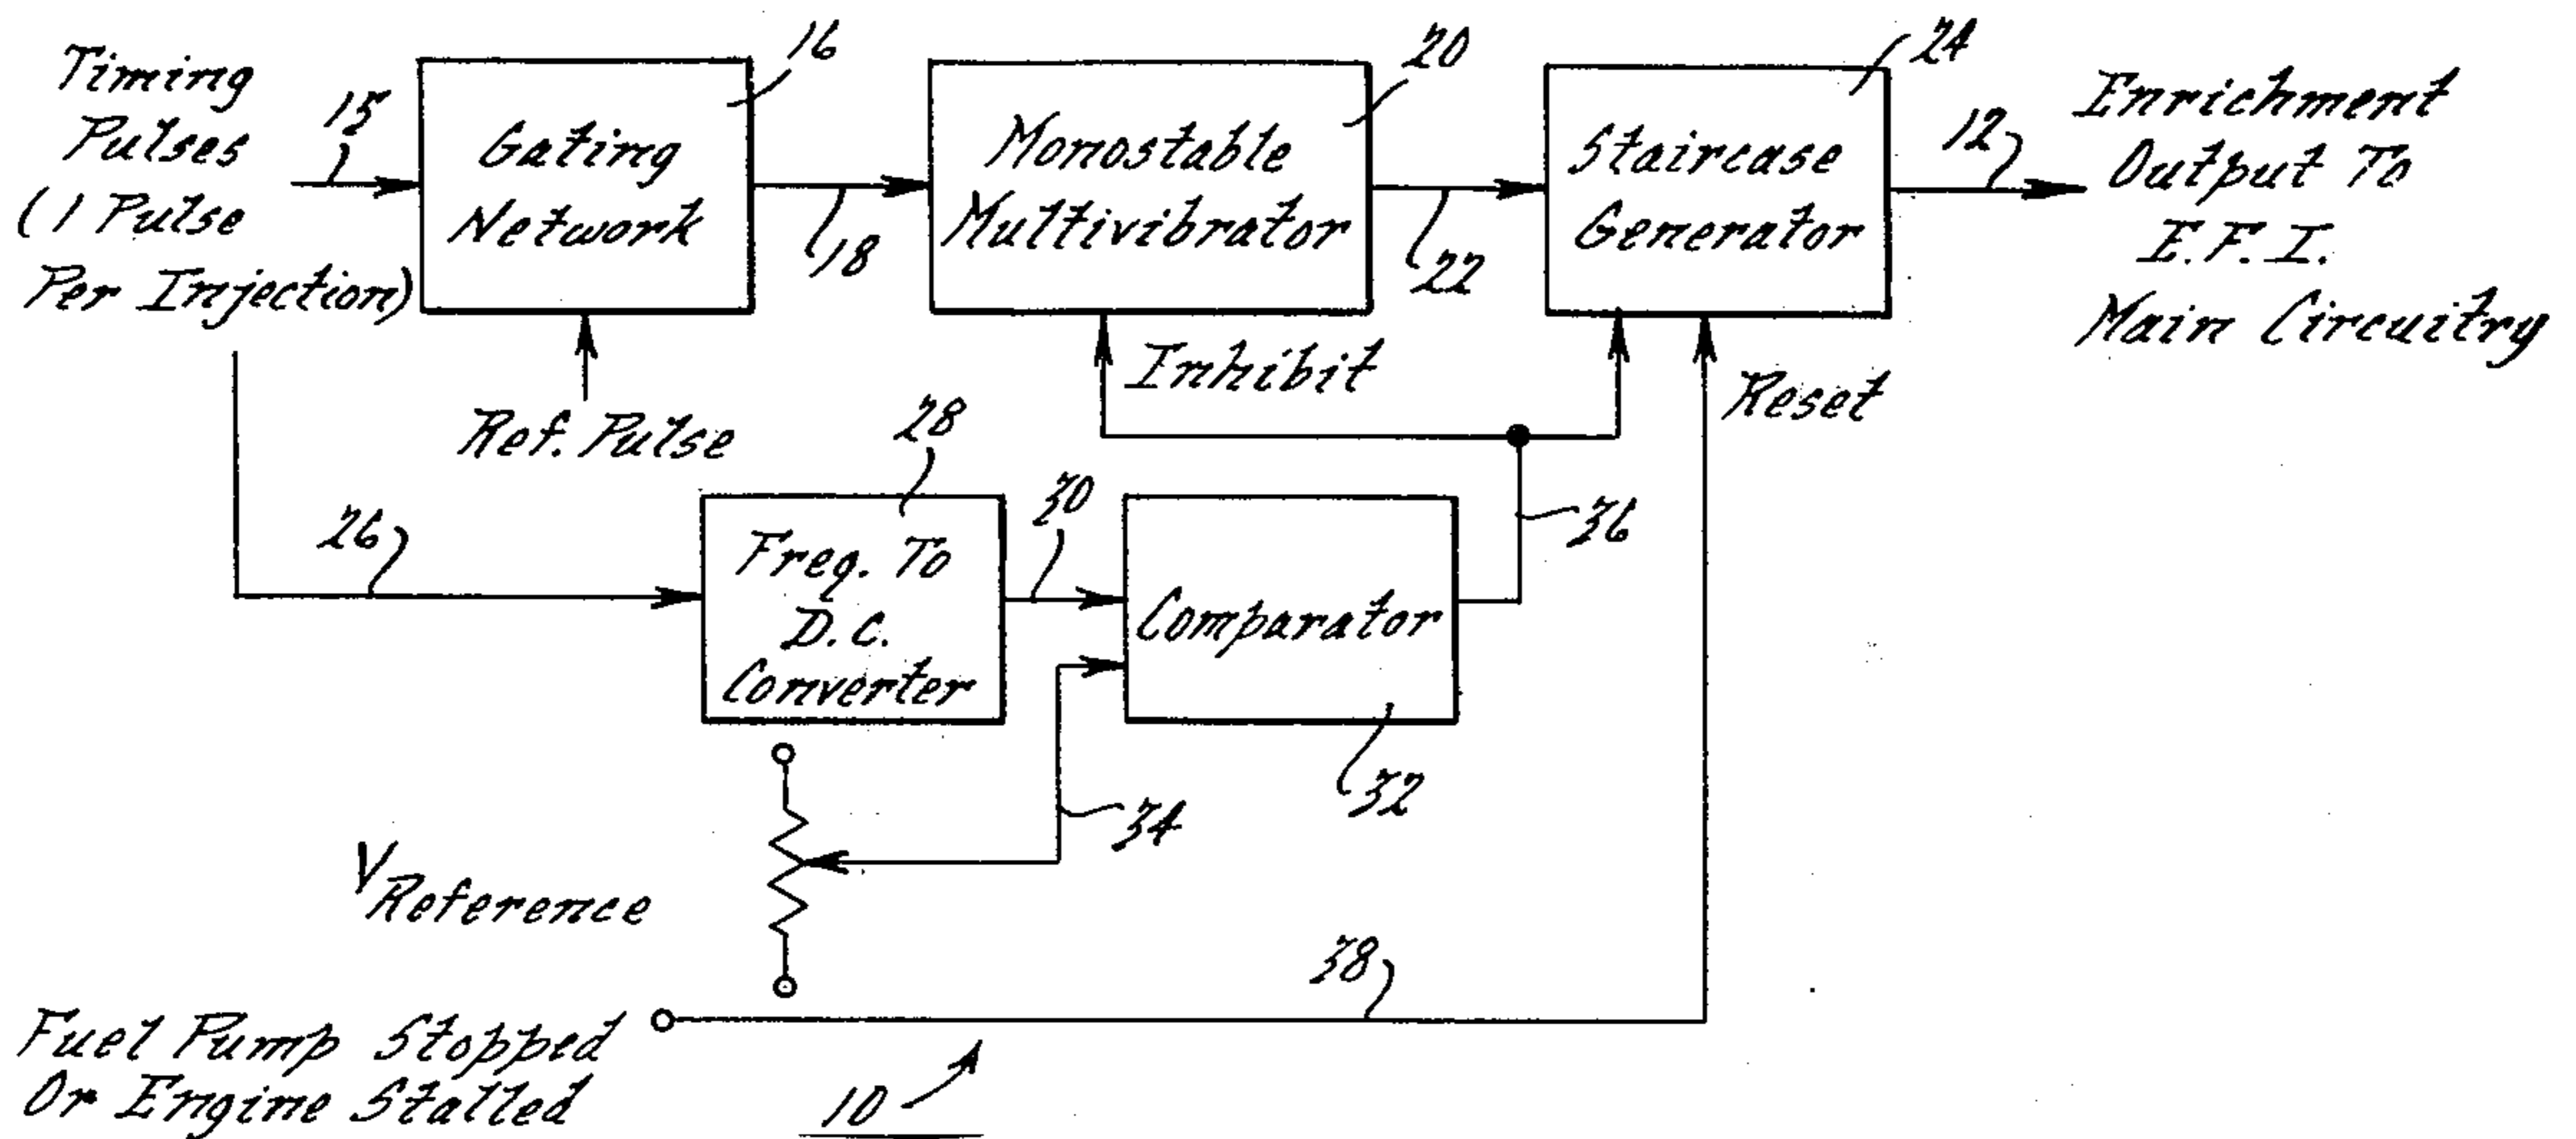 Timing
Pulses
(1 Pulse
Per Injection)
15
Gating
Network
16
18
Ref. Pulse
Monostable
Multivibrator
20
22
Inhibit
Staircase
Generator
24
Reset
12
Enrichment
Output To
E.F.I.
Main Circuitry
26
Freq. To
D.C.
Converter
28
30
Comparator
32
36
34
V Reference
38
Fuel Pump Stopped
Or Engine Stalled
10